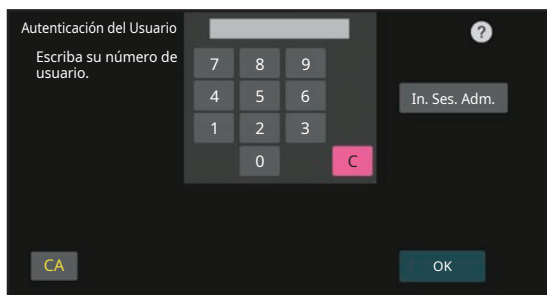 Autenticación del Usuario
?
Escriba su número de
usuario.
7 8 9
4 5 6
In. Ses. Adm.
1 2 3
0 C
CA
OK